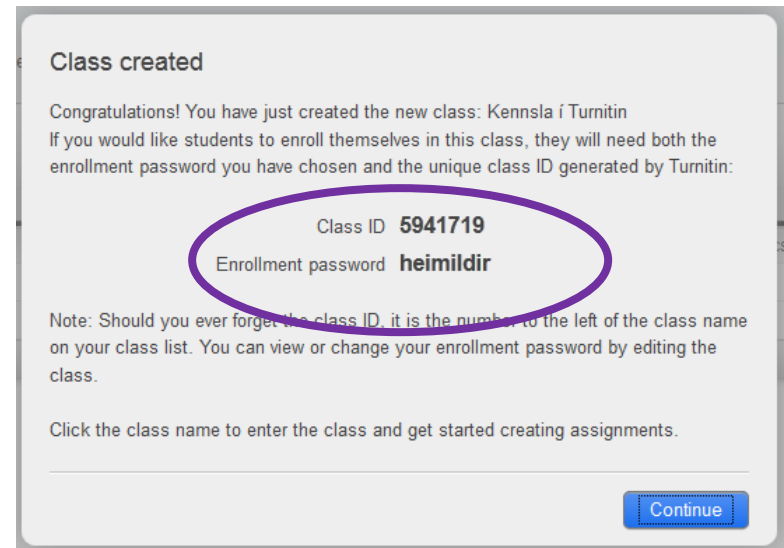 Class created
Congratulations! You have just created the new class: Kennsla í Turnitin
If you would like students to enroll themselves in this class, they will need both the
enrollment password you have chosen and the unique class ID generated by Turnitin:
Class ID 5941719
Enrollment password heimildir
Note: Should you ever forget the class ID, it is the number to the left of the class name
on your class list. You can view or change your enrollment password by editing the
class.
Click the class name to enter the class and get started creating assignments.
Continue